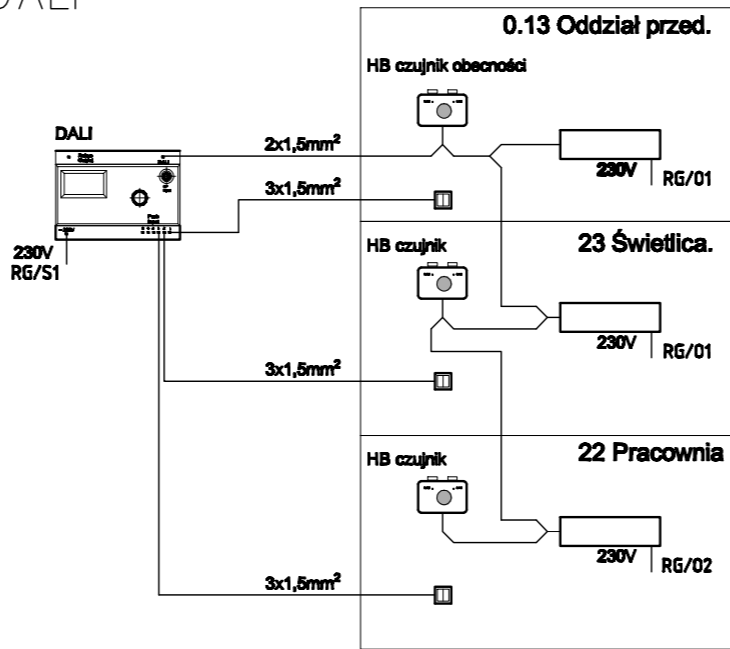 DALI
0.13 Oddział przed.
HB czujnik obecności
DALI
2x1,5mm²
230V
RG/01
3x1,5mm²
230V
RG/S1
HB czujnik
23 Świetlica.
230V
RG/01
3x1,5mm²
HB czujnik
22 Pracownia
230V
RG/02
3x1,5mm²